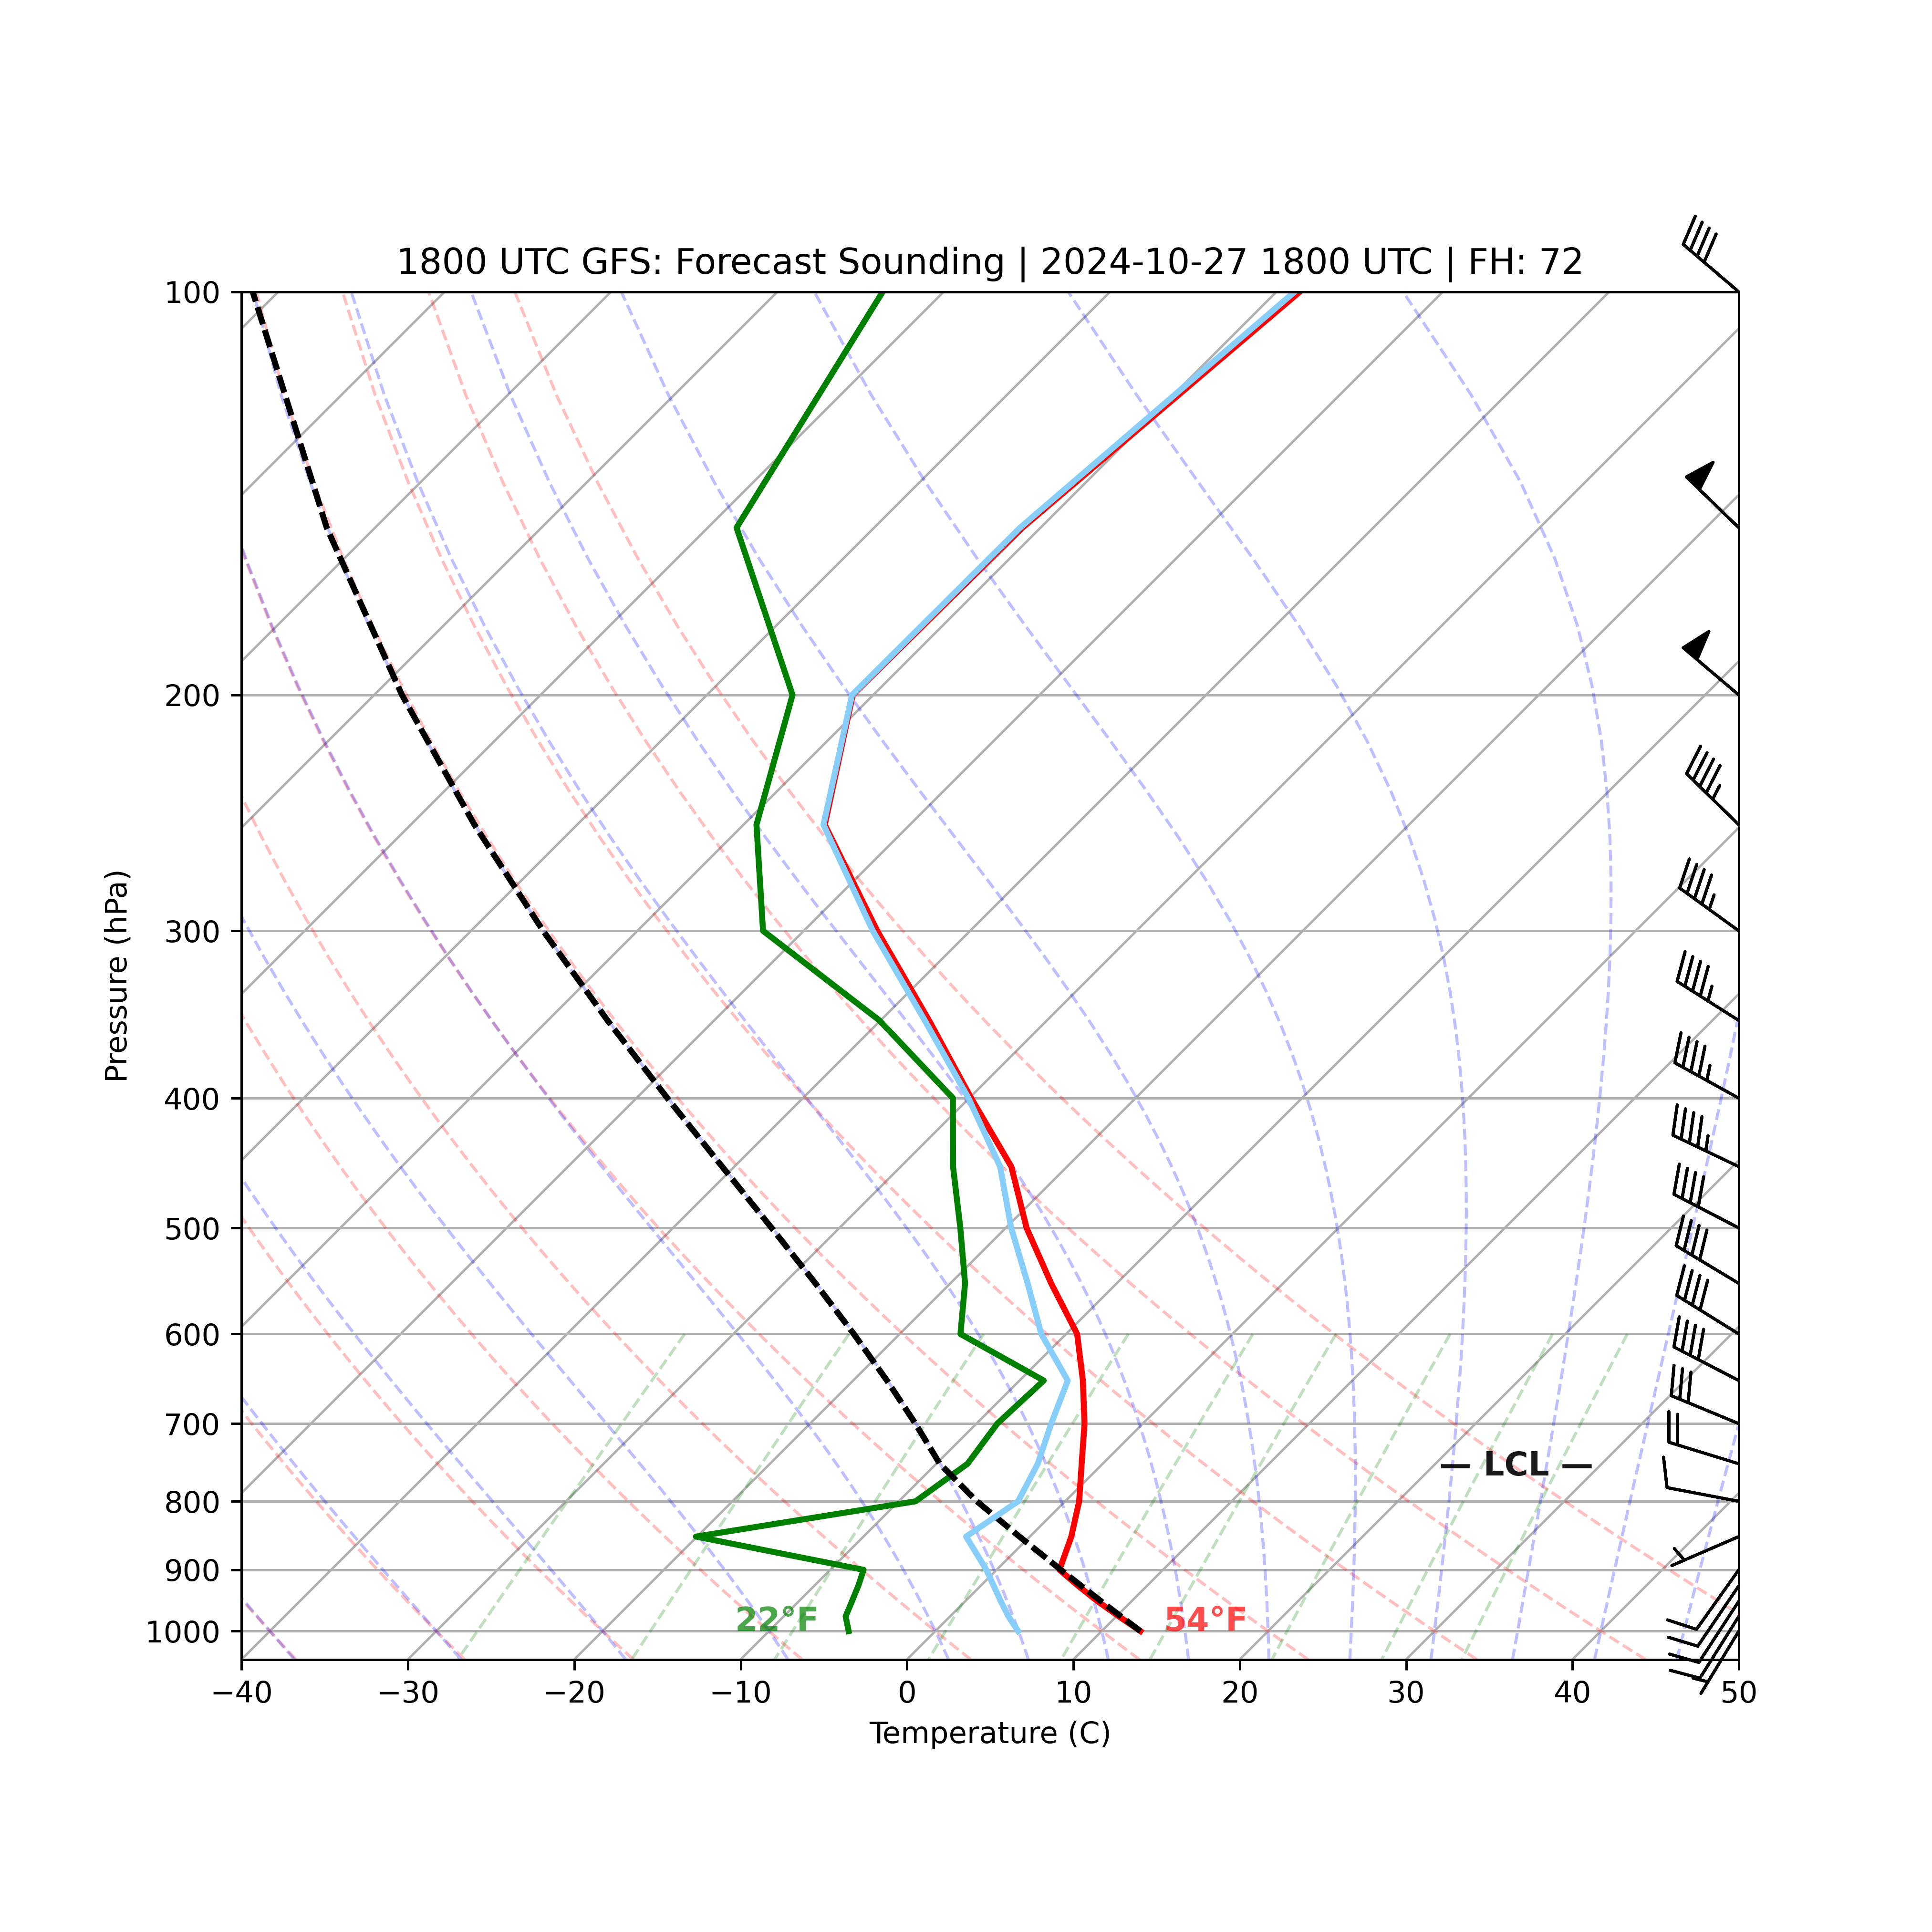 1800 UTC GFS: Forecast Sounding | 2024-10-27 1800 UTC | FH: 72
100
200
300
400
500
600
700
800
900
1000
Pressure (hPa)
— LCL —
22°F
54°F
−40 −30 −20 −10 0 10 20 30 40 50
Temperature (C)